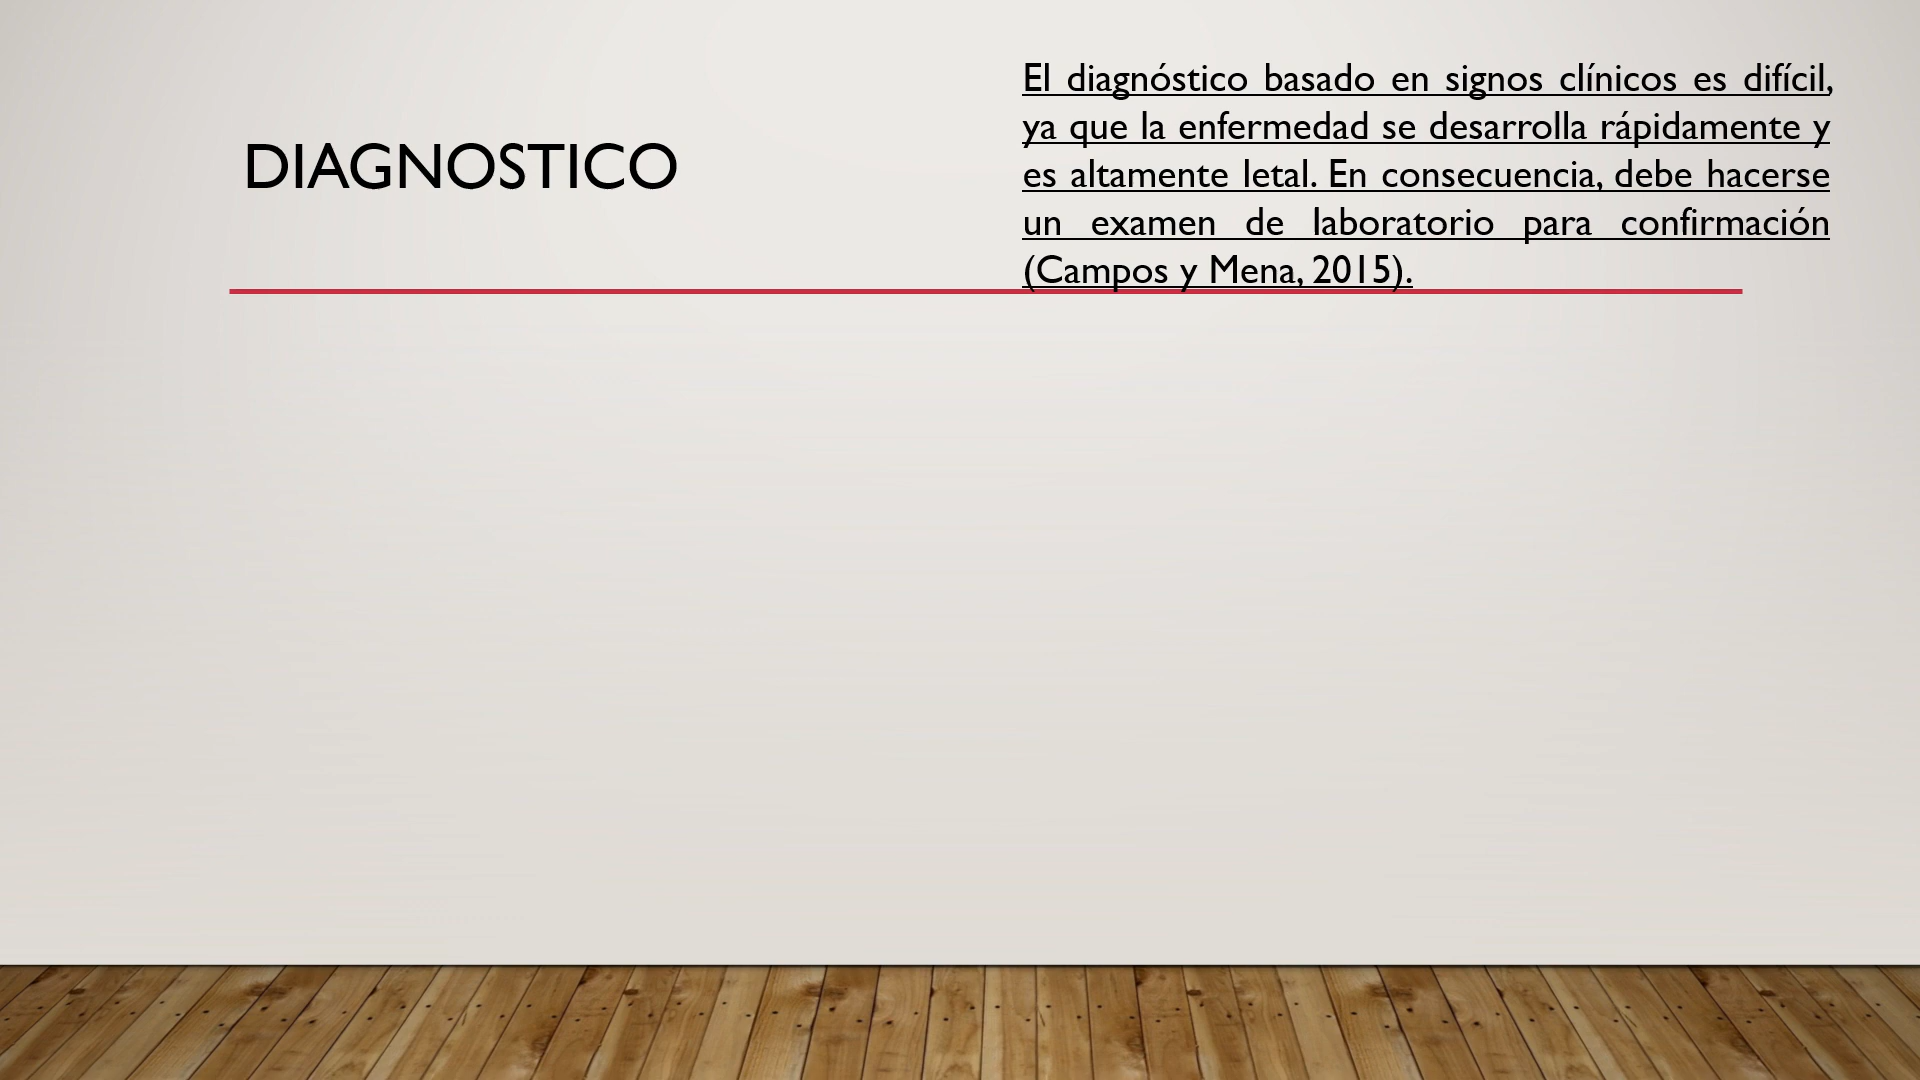 DIAGNOSTICO
El diagnóstico basado en signos clínicos es difícil,
ya que la enfermedad se desarrolla rápidamente y
es altamente letal. En consecuencia, debe hacerse
un examen de laboratorio para confirmación
(Campos y Mena, 2015).